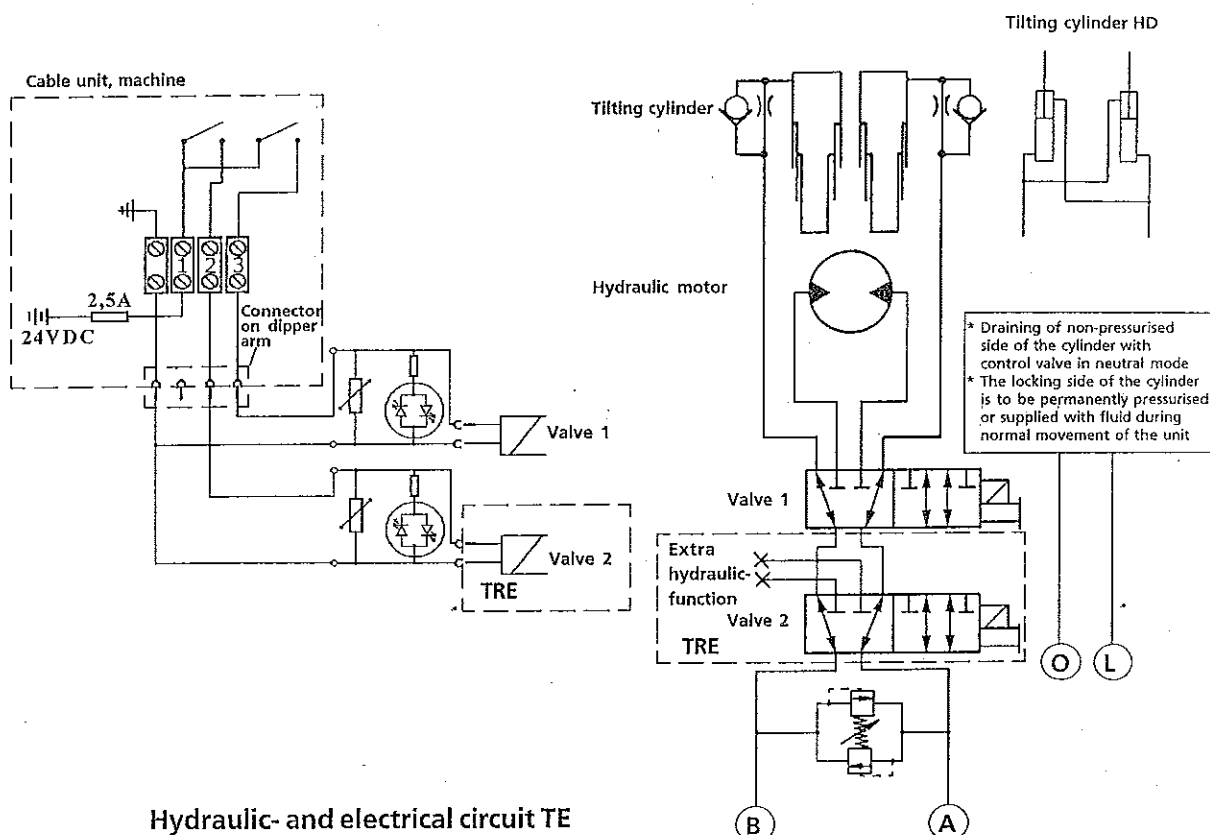 Tilting cylinder HD
Cable unit, machine
Tilting cylinder
1
2
3
2,5A
24VDC
Connector
on dipper
arm
Hydraulic motor
* Draining of non-pressurised
side of the cylinder with
control valve in neutral mode
* The locking side of the cylinder
is to be permanently pressurised
or supplied with fluid during
normal movement of the unit
Valve 1
Valve 2
TRE
Valve 1
Extra
hydraulic-
function
Valve 2
TRE
O
L
B
A
Hydraulic- and electrical circuit TE